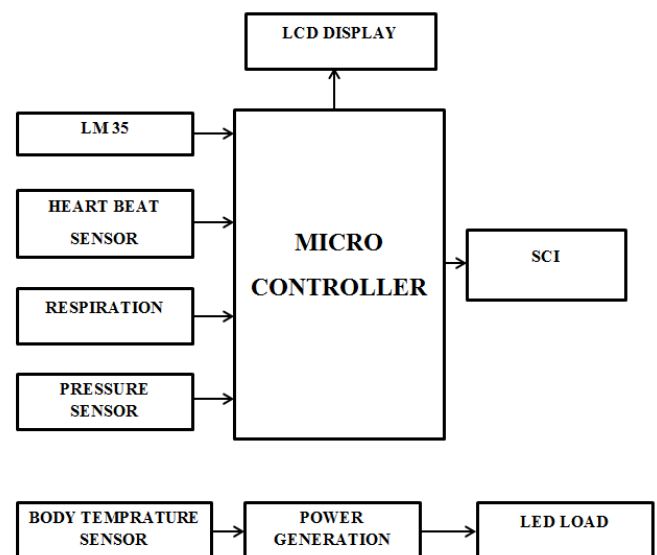 LCD DISPLAY
LM 35
HEART BEAT
SENSOR
MICRO
CONTROLLER
SCI
RESPIRATION
PRESSURE
SENSOR
BODY TEMPRATURE
SENSOR
POWER
GENERATION
LED LOAD